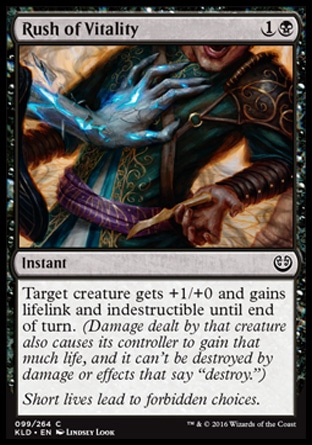 Rush of Vitality 1
Instant
Target creature gets +1/+0 and gains
lifelink and indestructible until end
of turn. (Damage dealt by that creature
also causes its controller to gain that
much life, and it can't be destroyed by
damage or effects that say “destroy.”)
Short lives lead to forbidden choices.
099/264 C
KLD • EN LINDSEY LOOK ™ & © 2016 Wizards of the Coast